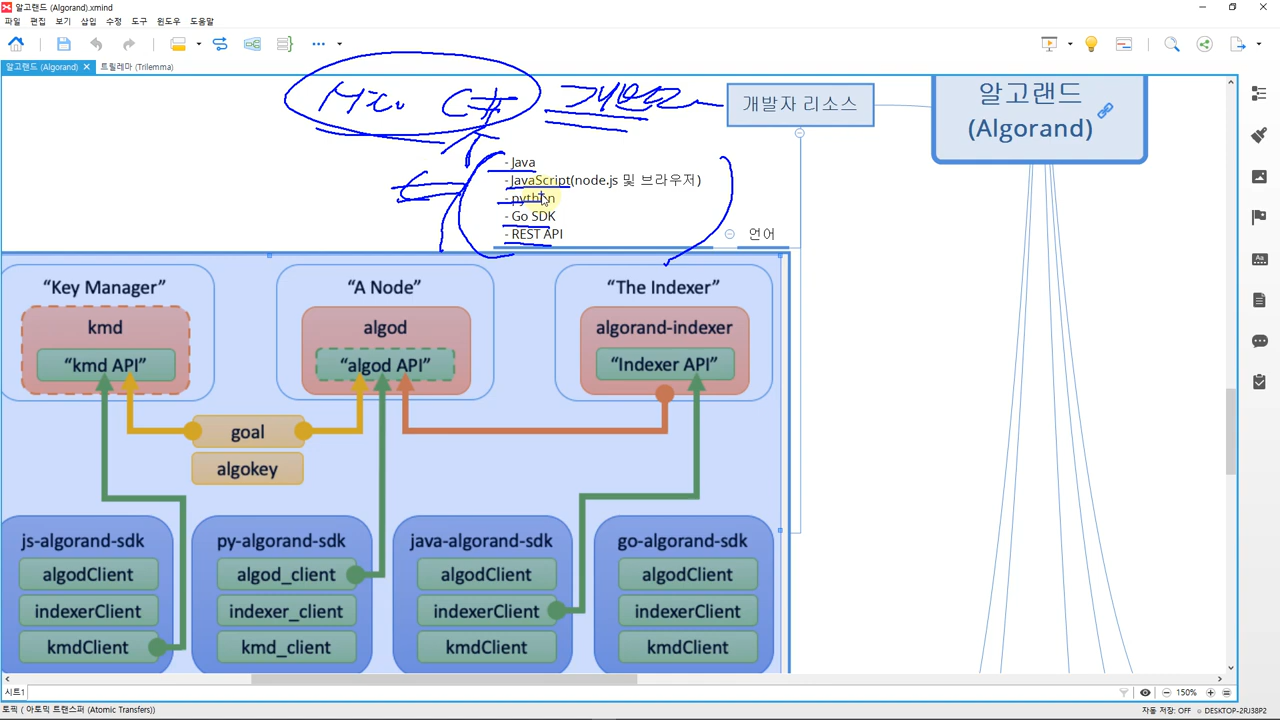 알고랜드 (Algorand).xmind
파일 편집 보기 삽입 수정 도구 윈도우 도움말
알고랜드 (Algorand) 트릴레마 (Trilemma)
C# 개발자 리소스
알고랜드
(Algorand)
- Java
- JavaScript(node.js 및 브라우저)
- python
- Go SDK
- REST API
언어
“Key Manager” “A Node” “The Indexer”
kmd algod algorand-indexer
“kmd API” “algod API” “Indexer API”
goal
algokey
js-algorand-sdk py-algorand-sdk java-algorand-sdk go-algorand-sdk
algodClient algod_client algodClient algodClient
indexerClient indexer_client indexerClient indexerClient
kmdClient kmd_client kmdClient kmdClient
시트1 150%
토픽 ( 아토믹 트랜스퍼 (Atomic Transfers)) 자동 저장: OFF DESKTOP-2RJ38P2